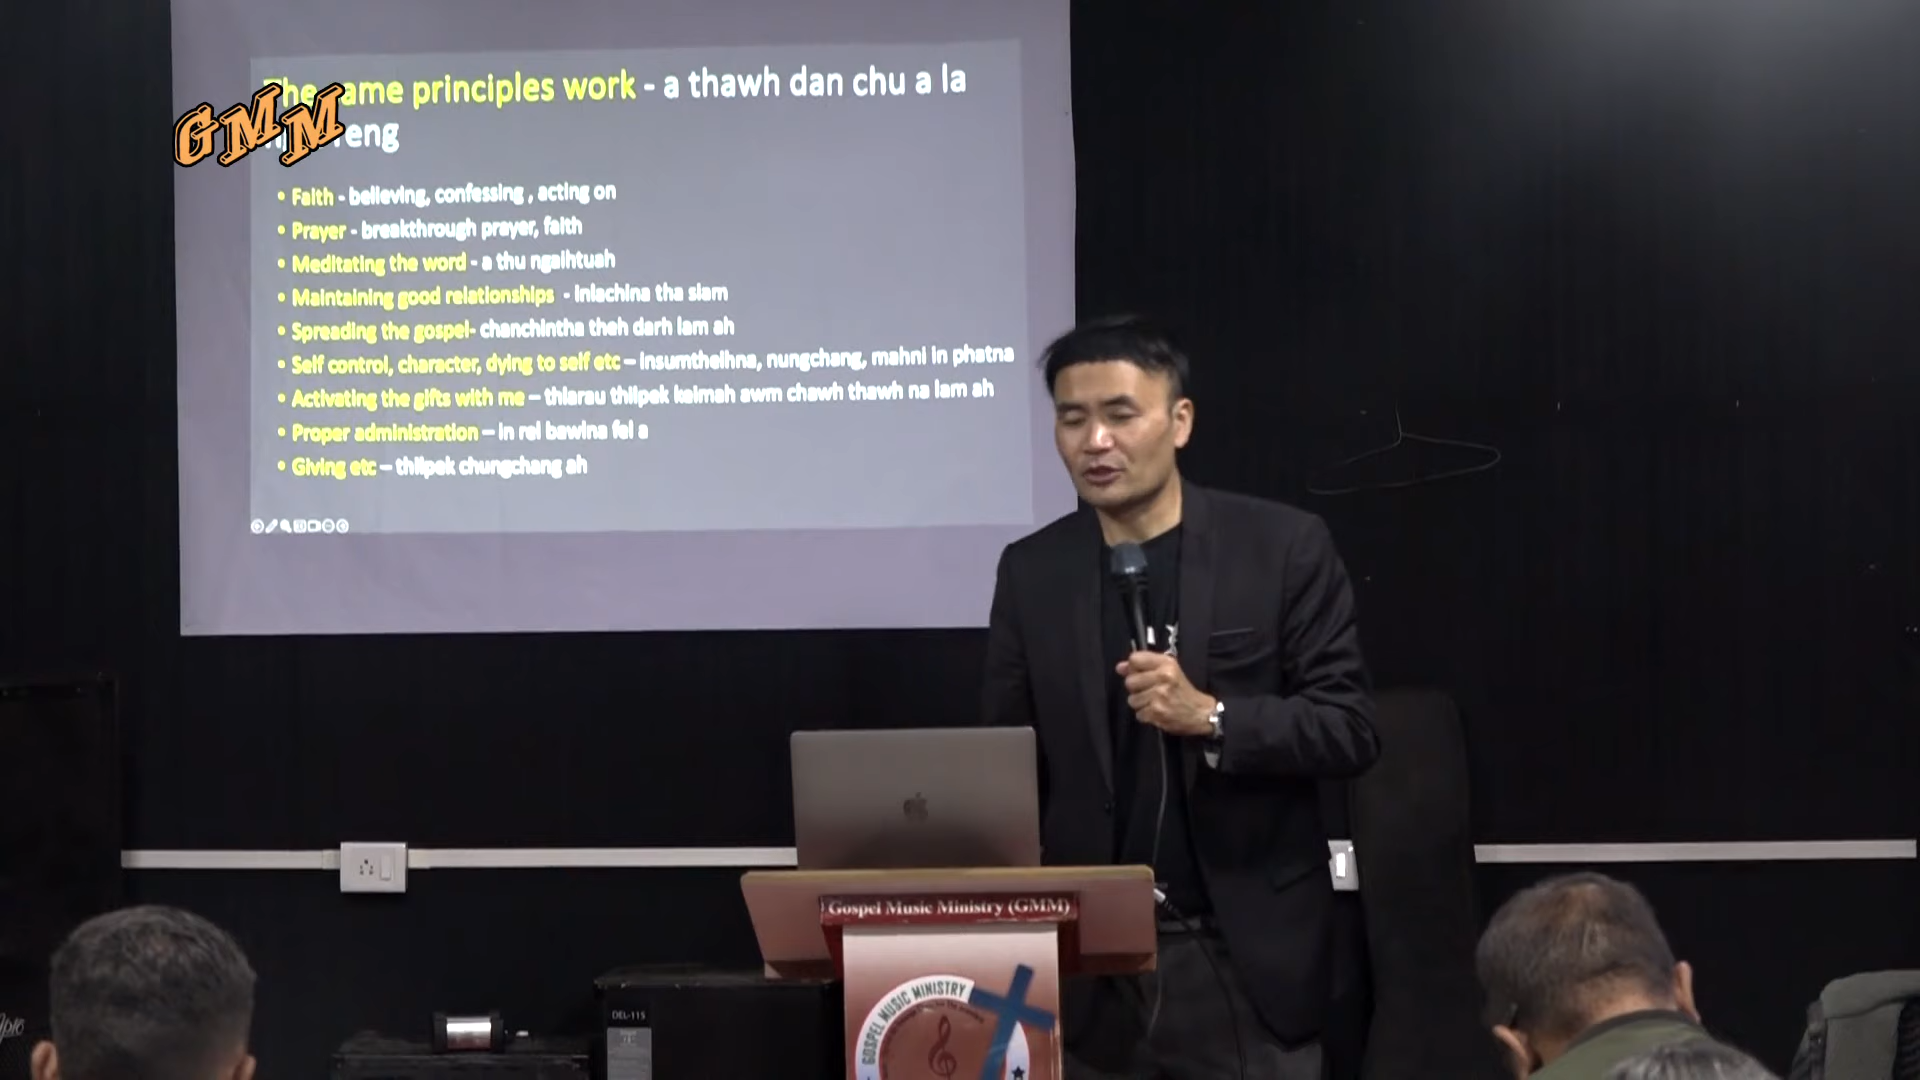 The same principles work - a thawh dan chu a la
reng
GMM
• Faith - believing, confessing , acting on
• Prayer - breakthrough prayer, faith
• Meditating the word - a thu ngaihtuah
• Maintaining good relationships - inlaichina tha siam
• Spreading the gospel- chanchintha theh darh lam ah
• Self control, character, dying to self etc – insumtheihna, nungchang, mahni in phatna
• Activating the gifts with me – thlarau thilpek keimah awm chawh thawh na lam ah
• Proper administration – in rel bawlna fel a
• Giving etc – thilpek chungchang ah
Gospel Music Ministry (GMM)
GOSPEL MUSIC MINISTRY
DEL-115